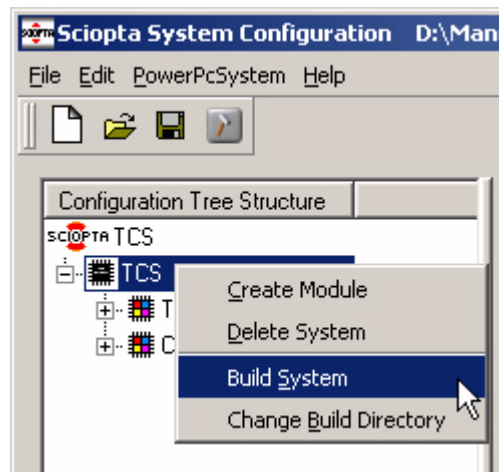 Sciopta System Configuration D:\Man
File Edit PowerPcSystem Help
Configuration Tree Structure
SCIOPTA TCS
TCS
T
C
Create Module
Delete System
Build System
Change Build Directory